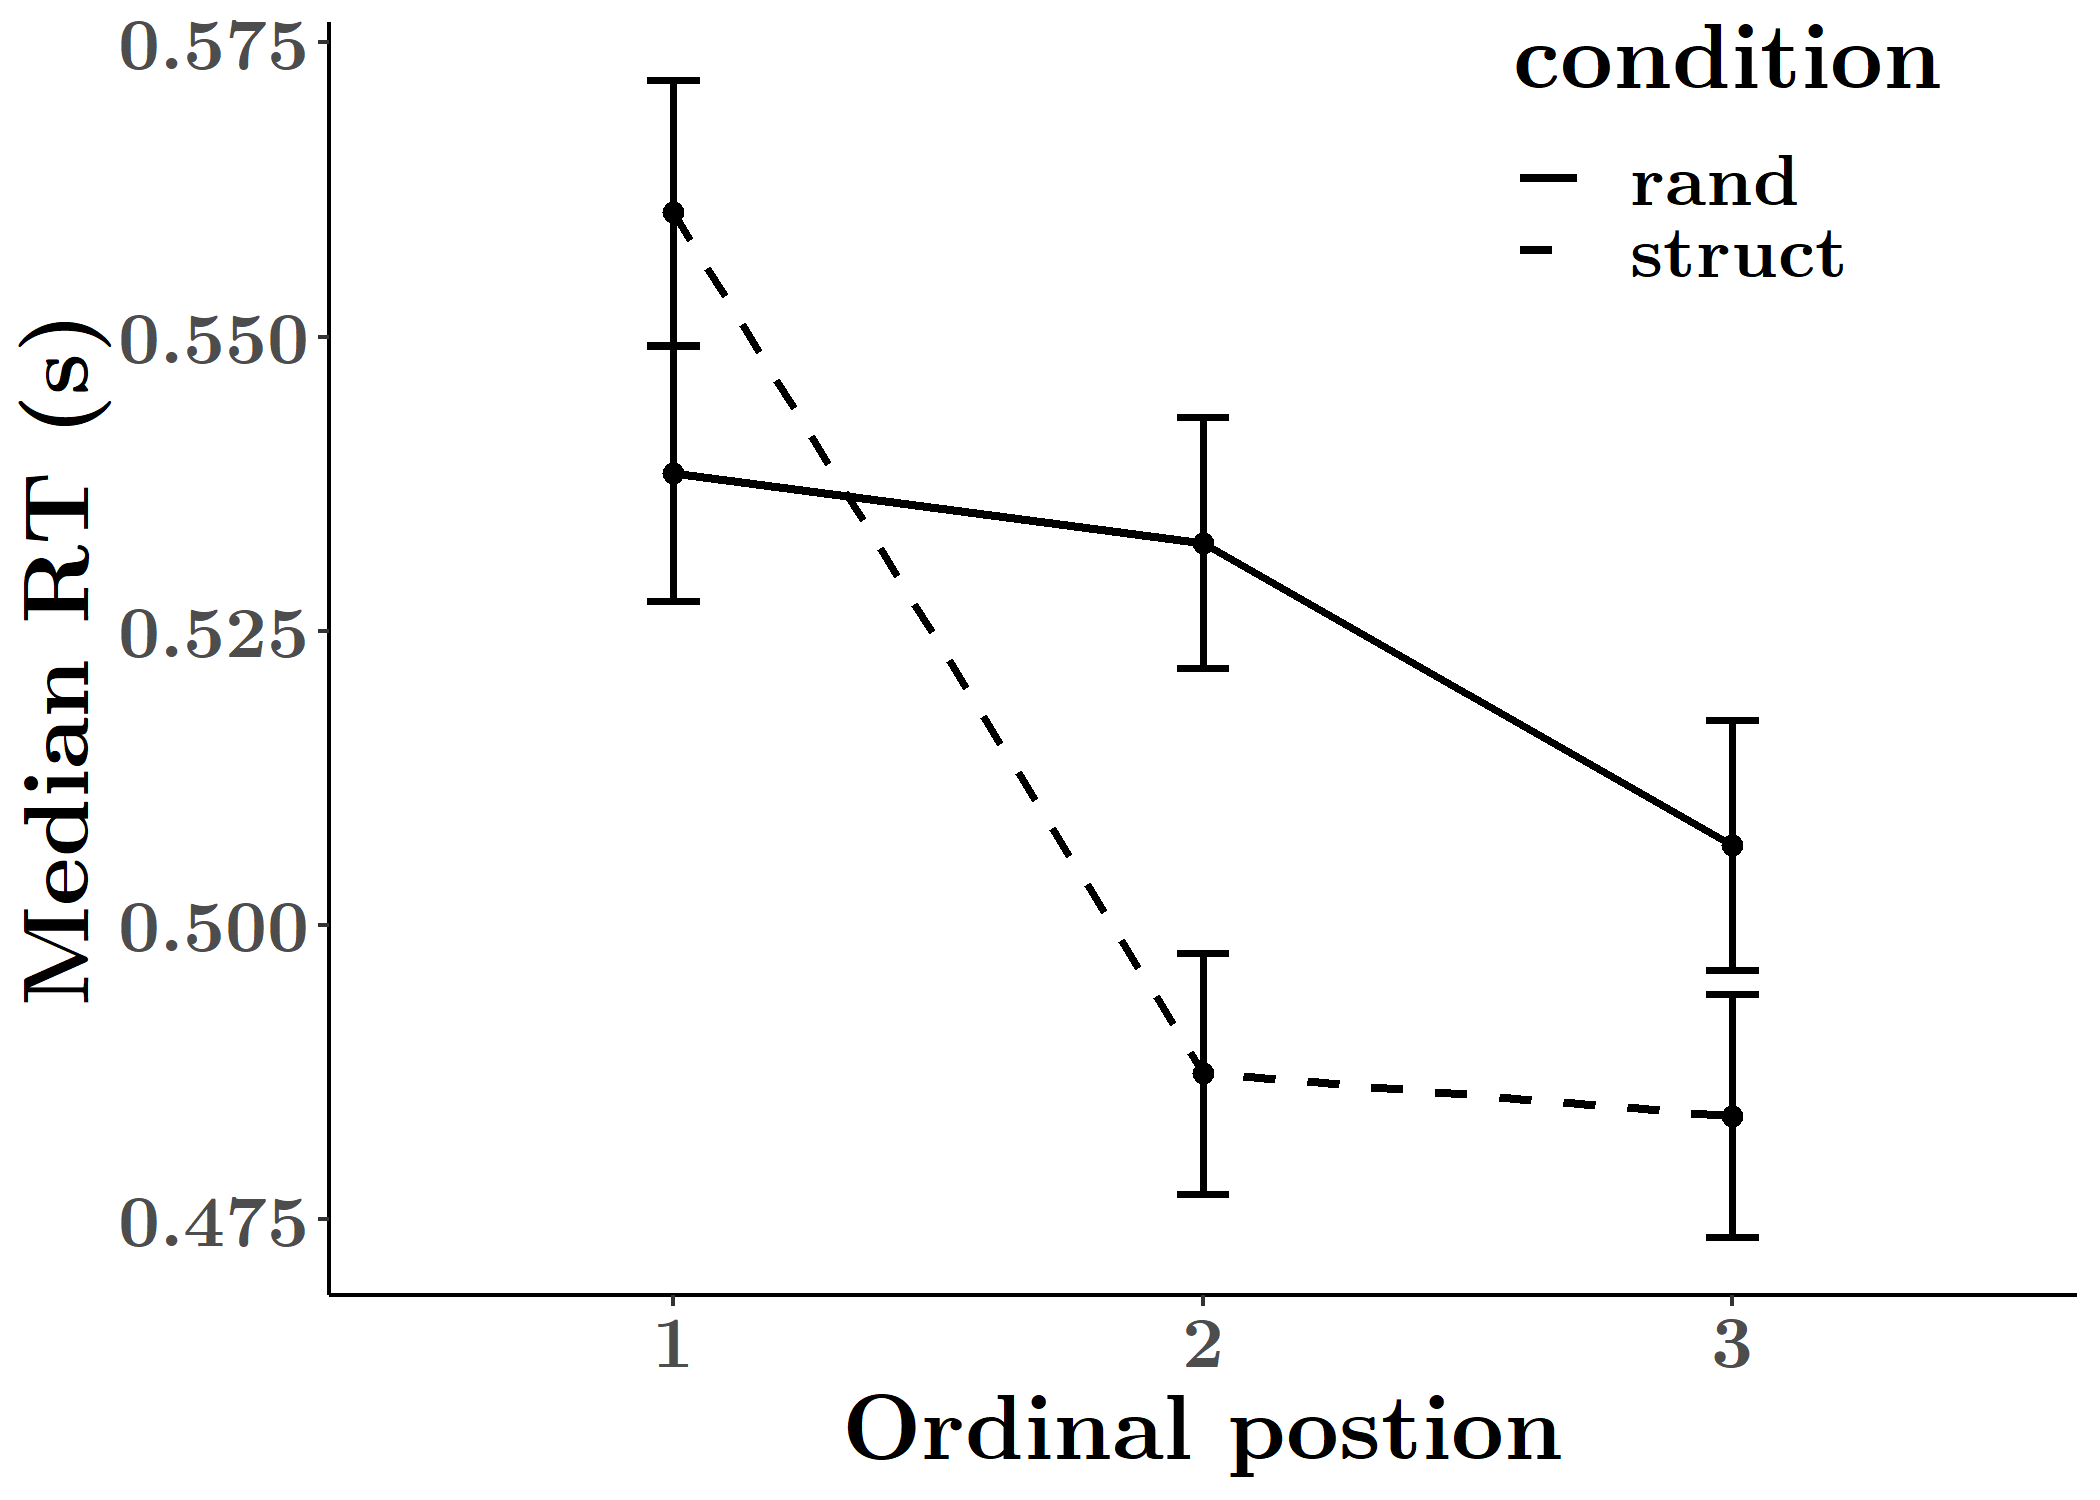 condition
rand
struct
Median RT (s)
0.575
0.550
0.525
0.500
0.475
1 2 3
Ordinal postion